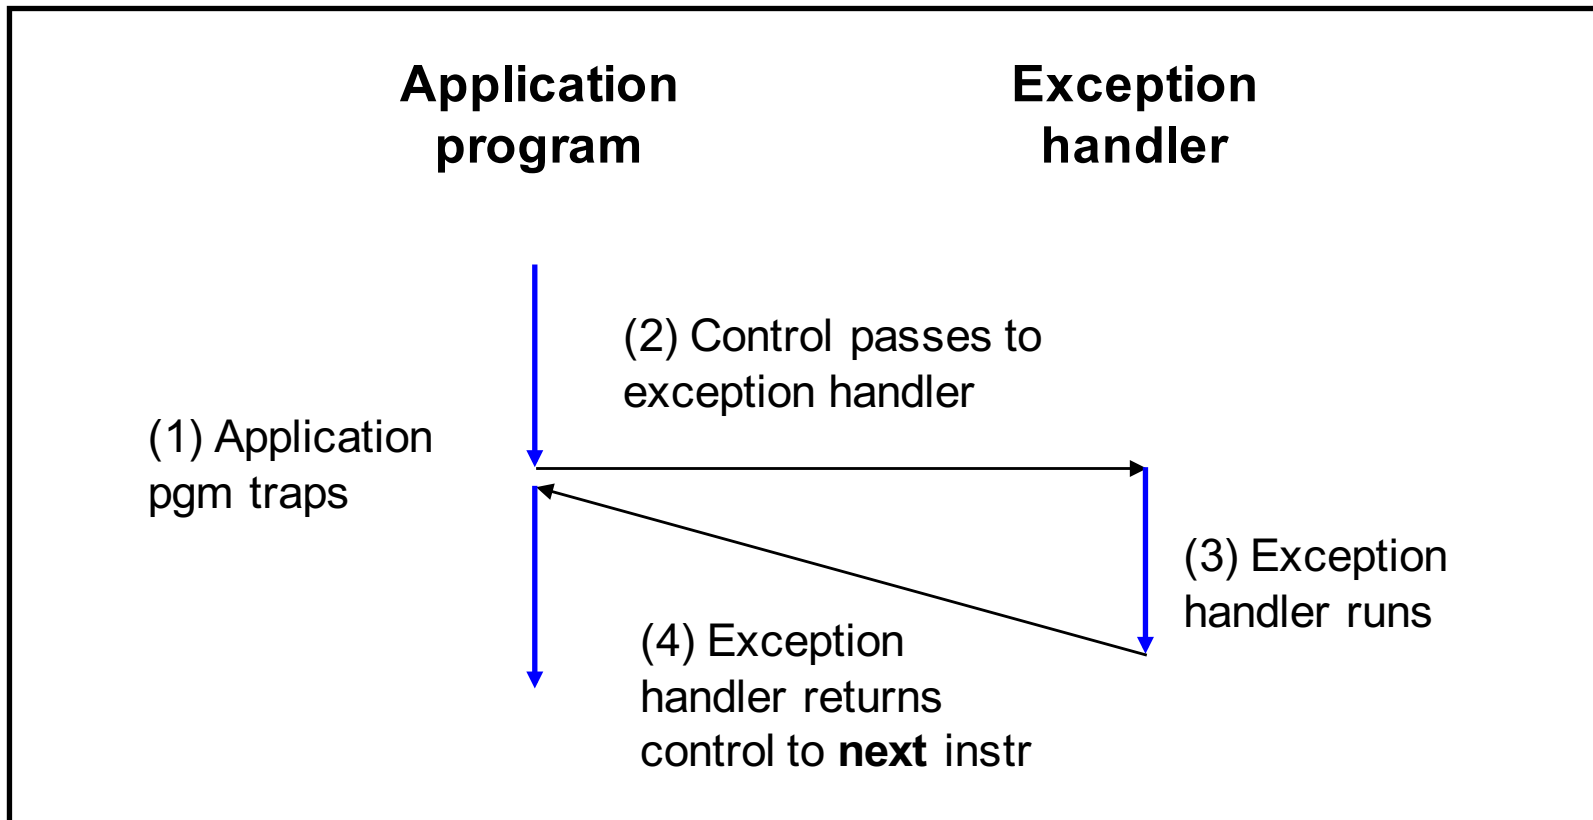 Application
program
Exception
handler
(1) Application
pgm traps
(2) Control passes to
exception handler
(3) Exception
handler runs
(4) Exception
handler returns
control to next instr